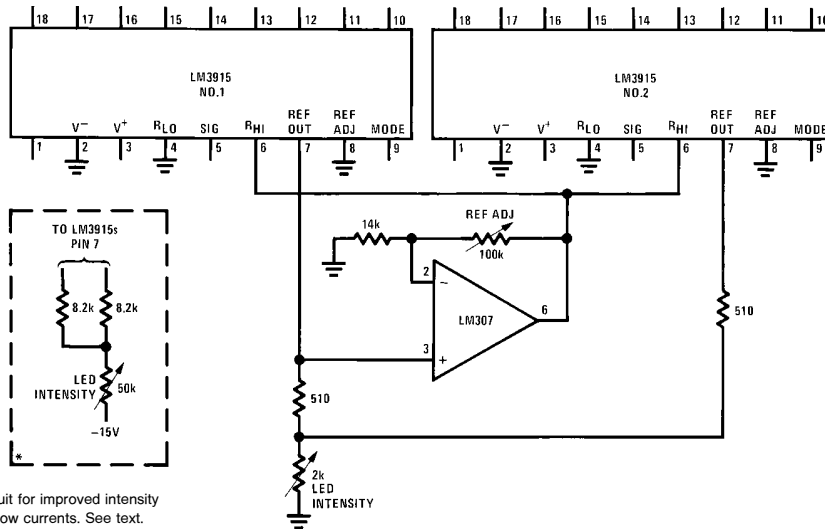 18 17 16 15 14 13 12 11 10
18 17 16 15 14 13 12 11
LM3915
NO.1
LM3915
NO.2
V⁻ V⁺ RLO SIG RHI REF OUT REF ADJ MODE
V⁻ V⁺ RLO SIG RHI REF OUT REF ADJ MODE
1 2 3 4 5 6 7 8 9
1 2 3 4 5 6 7 8
TO LM3915s
PIN 7
8.2k 8.2k
LED
INTENSITY
50k
−15V
*
14k
REF ADJ
100k
2
−
LM307
6
3
+
510
510
2k
LED
INTENSITY
for improved intensity
currents. See text.